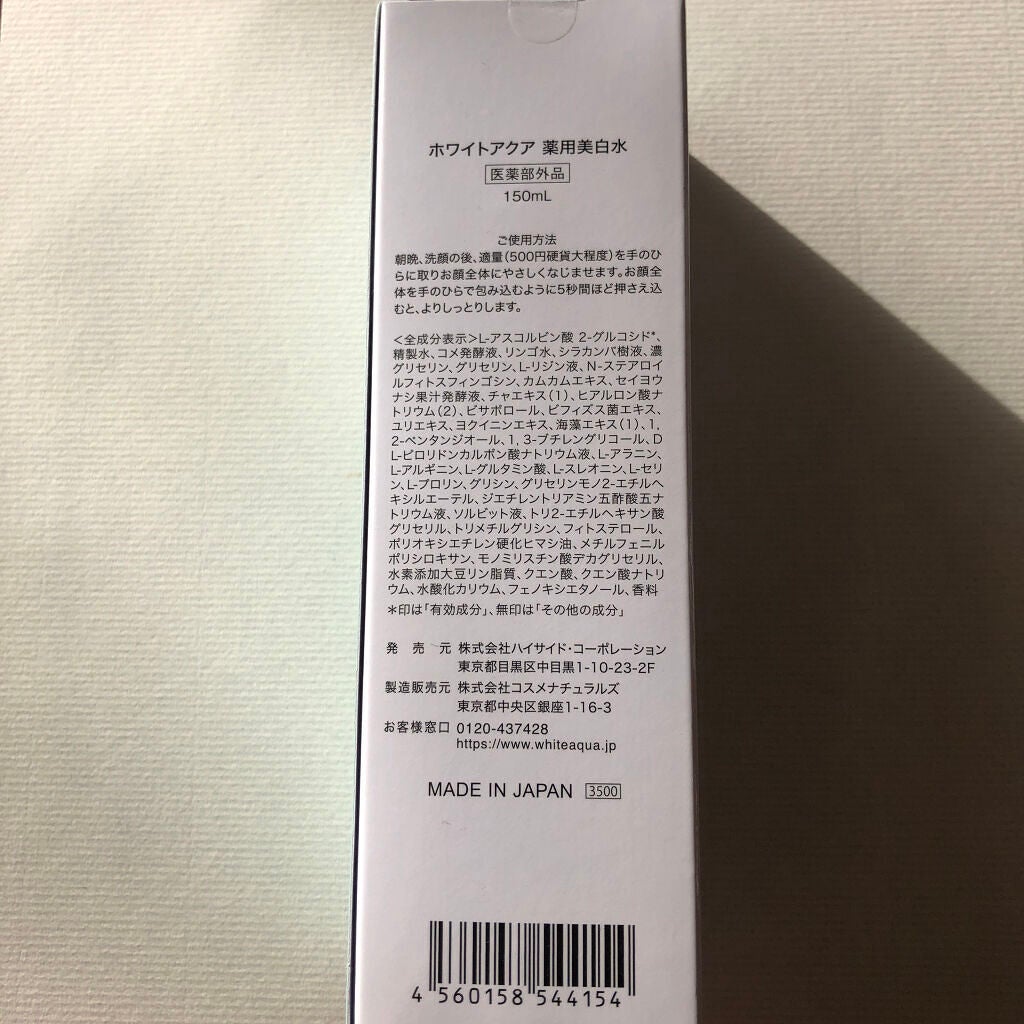 ホワイトアクア 薬用美白水
医薬部外品
150mL
ご使用方法
朝晩、洗顔の後、適量(500円硬貨大程度)を手のひ
らに取りお顔全体にやさしくなじませます。お顔全
体を手のひらで包み込むように5秒間ほど押さえ込
むと、よりしっとりします。
<全成分表示>L-アスコルビン酸 2-グルコシド*、
精製水、コメ発酵液、リンゴ水、シラカンバ樹液、濃
グリセリン、グリセリン、L-リジン液、N-ステアロイ
ルフィトスフィンゴシン、カムカムエキス、セイヨウ
ナシ果汁発酵液、チャエキス(1)、ヒアルロン酸ナ
トリウム(2)、ビサボロール、ビフィズス菌エキス、
ユリエキス、ヨクイニンエキス、海藻エキス(1)、1,
2-ペンタンジオール、1,3-ブチレングリコール、D
L-ピロリドンカルボン酸ナトリウム液、L-アラニン、
L-アルギニン、L-グルタミン酸、L-スレオニン、L-セリ
ン、L-プロリン、グリシン、グリセリンモノ2-エチルヘ
キシルエーテル、ジエチレントリアミン五酢酸五ナ
トリウム液、ソルビット液、トリ2-エチルヘキサン酸
グリセリル、トリメチルグリシン、フィトステロール、
ポリオキシエチレン硬化ヒマシ油、メチルフェニル
ポリシロキサン、モノミリスチン酸デカグリセリル、
水素添加大豆リン脂質、クエン酸、クエン酸ナトリ
ウム、水酸化カリウム、フェノキシエタノール、香料
*印は「有効成分」、無印は「その他の成分」
発売元 株式会社ハイサイド・コーポレーション
東京都目黒区中目黒1-10-23-2F
製造販売元 株式会社コスメナチュラルズ
東京都中央区銀座1-16-3
お客様窓口 0120-437428
https://www.whiteaqua.jp
MADE IN JAPAN 3500
4 560158 544154